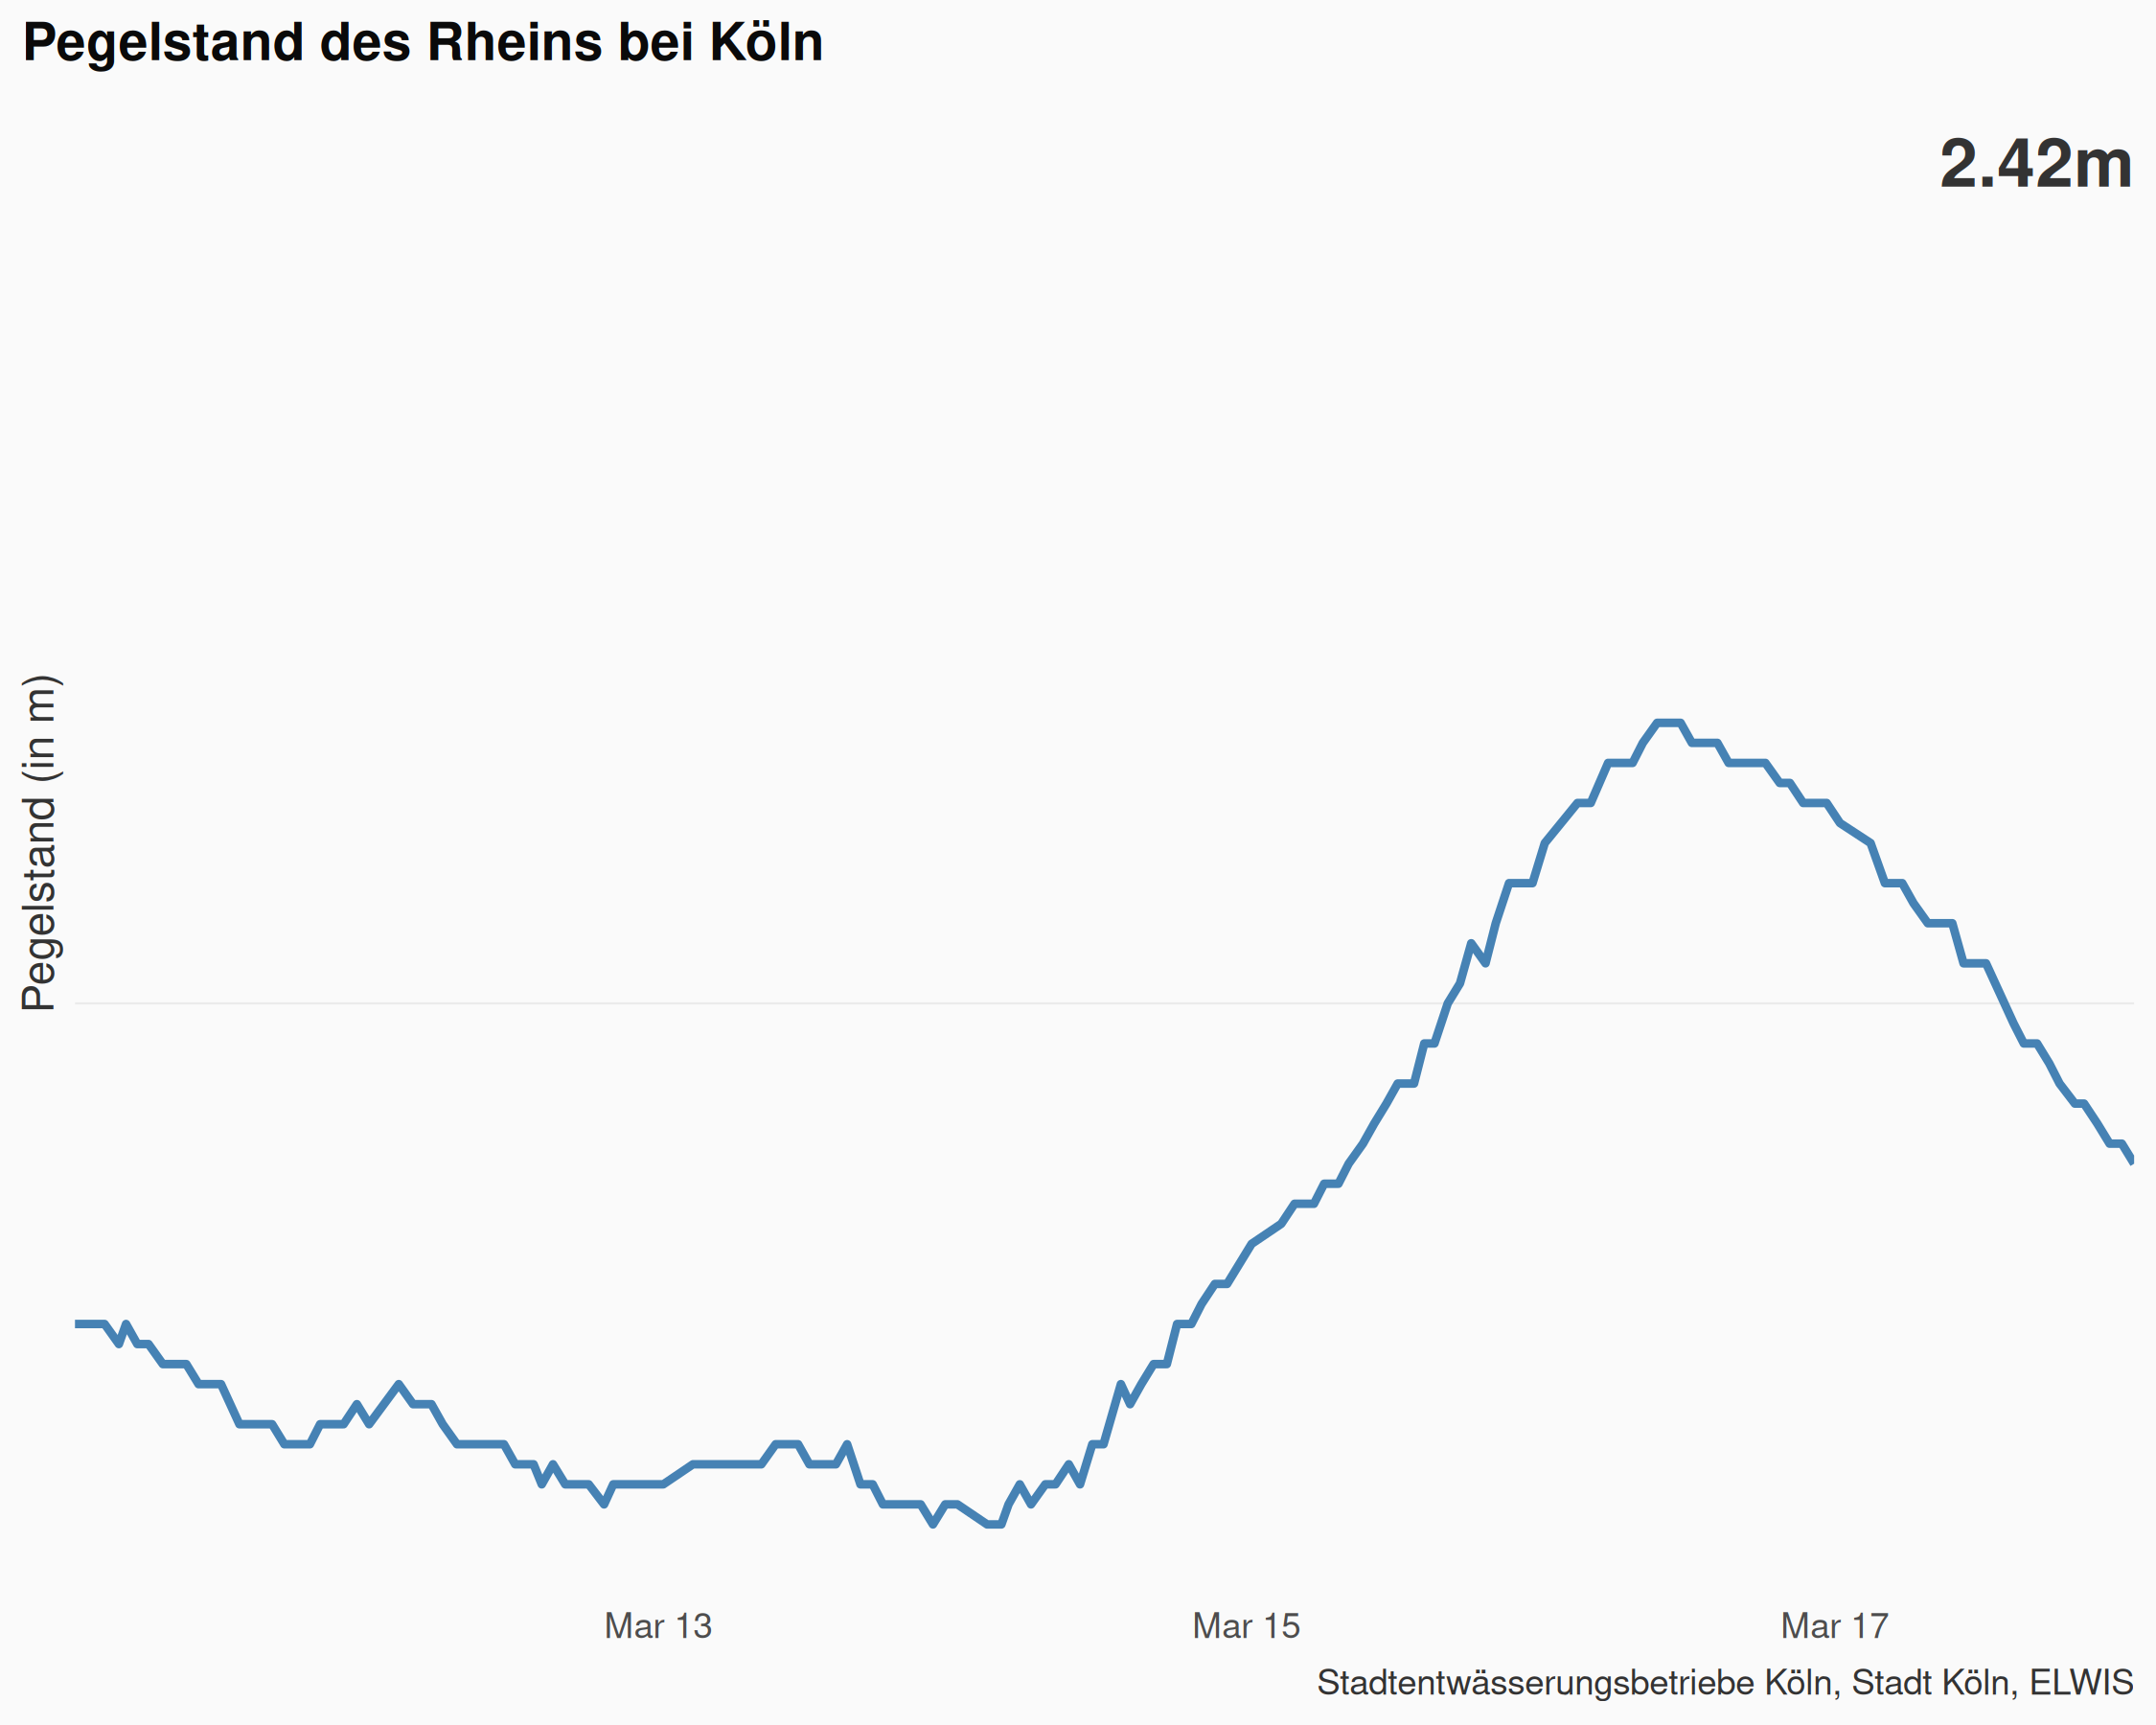 Pegelstand des Rheins bei Köln
2.42m
Pegelstand (in m)
Mar 13
Mar 15
Mar 17
Stadtentwässerungsbetriebe Köln, Stadt Köln, ELWIS